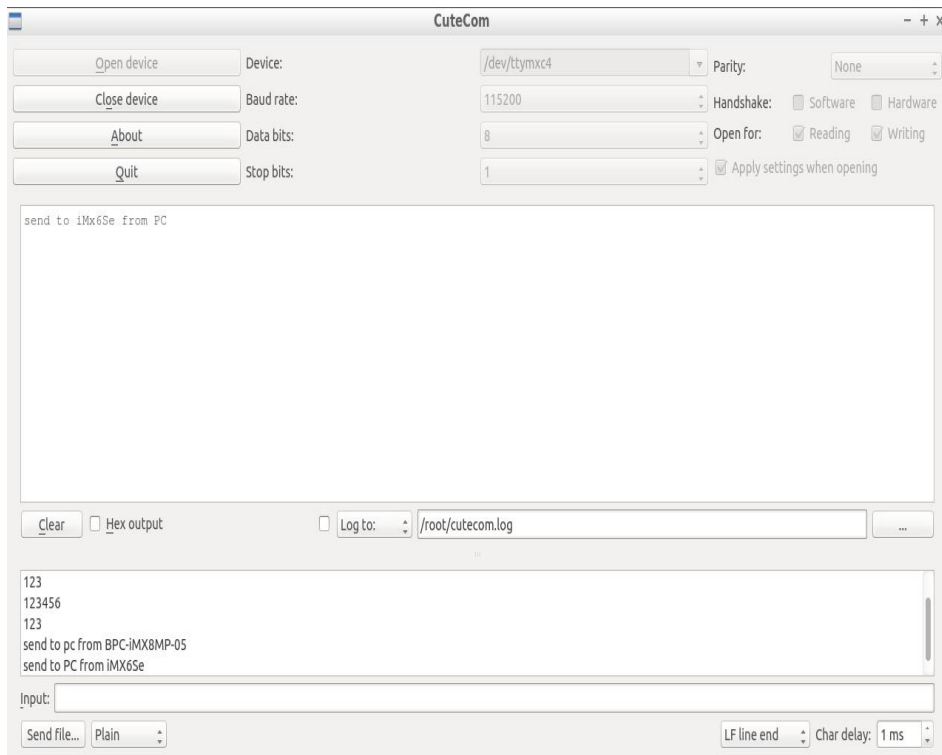 CuteCom
Open device Device: /dev/ttymxc4 Parity: None
Close device Baud rate: 115200 Handshake: Software Hardware
About Data bits: 8 Open for: Reading Writing
Quit Stop bits: 1 Apply settings when opening
send to iMx6Se from PC
Clear Hex output Log to: /root/cutecom.log ...
123
123456
123
send to pc from BPC-iMX8MP-05
send to PC from iMX6Se
Input:
Send file... Plain LF line end Char delay: 1 ms